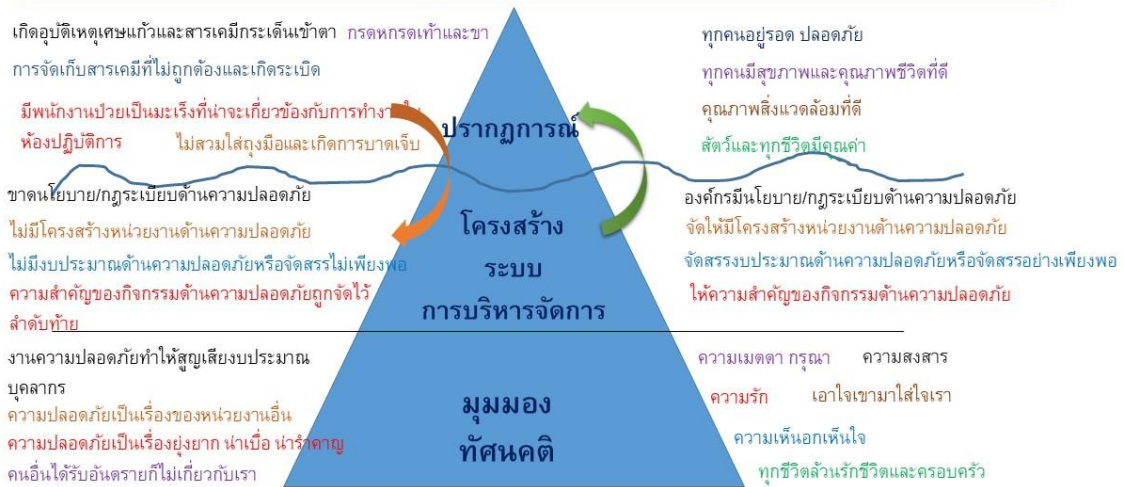 เกิดอุบัติเหตุเศษแก้วและสารเคมีกระเด็นเข้าตา กรดหกรดเท้าและขา
การจัดเก็บสารเคมีที่ไม่ถูกต้องและเกิดระเบิด
มีพนักงานป่วยเป็นมะเร็งที่น่าจะเกี่ยวข้องกับการทำงาน
ห้องปฏิบัติการ ไม่สวมใส่ถุงมือและเกิดการบาดเจ็บ
ทุกคนอยู่รอด ปลอดภัย
ทุกคนมีสุขภาพและคุณภาพชีวิตที่ดี
คุณภาพสิ่งแวดล้อมที่ดี
สัตว์และทุกชีวิตมีคุณค่า
ปรากฏการณ์
ขาดนโยบาย/กฎระเบียบด้านความปลอดภัย
ไม่มีโครงสร้างหน่วยงานด้านความปลอดภัย
ไม่มีงบประมาณด้านความปลอดภัยหรือจัดสรรไม่เพียงพอ
ความสำคัญของกิจกรรมด้านความปลอดภัยถูกจัดไว้
ลำดับท้าย
โครงสร้าง
ระบบ
การบริหารจัดการ
องค์กรมีนโยบาย/กฎระเบียบด้านความปลอดภัย
จัดให้มีโครงสร้างหน่วยงานด้านความปลอดภัย
จัดสรรงบประมาณด้านความปลอดภัยหรือจัดสรรอย่างเพียงพอ
ให้ความสำคัญของกิจกรรมด้านความปลอดภัย
งานความปลอดภัยทำให้สูญเสียงบประมาณ
บุคลากร
ความปลอดภัยเป็นเรื่องของหน่วยงานอื่น
ความปลอดภัยเป็นเรื่องยุ่งยาก น่าเบื่อ น่ารำคาญ
คนอื่นได้รับอันตรายก็ไม่เกี่ยวกับเรา
มุมมอง
ทัศนคติ
ความเมตตา กรุณา ความสงสาร
ความรัก เอาใจเขามาใส่ใจเรา
ความเห็นอกเห็นใจ
ทุกชีวิตล้วนรักชีวิตและครอบครัว